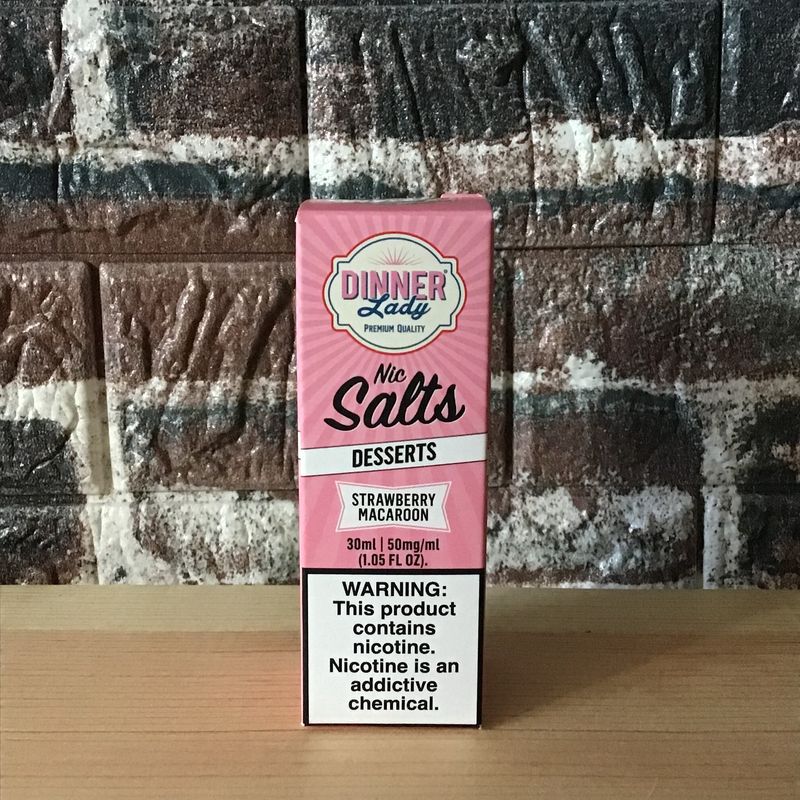 DINNER
Lady
PREMIUM QUALITY
Nic
Salts
DESSERTS
STRAWBERRY
MACAROON
30ml | 50mg/ml
(1.05 FL OZ).
WARNING:
This product
contains
nicotine.
Nicotine is an
addictive
chemical.